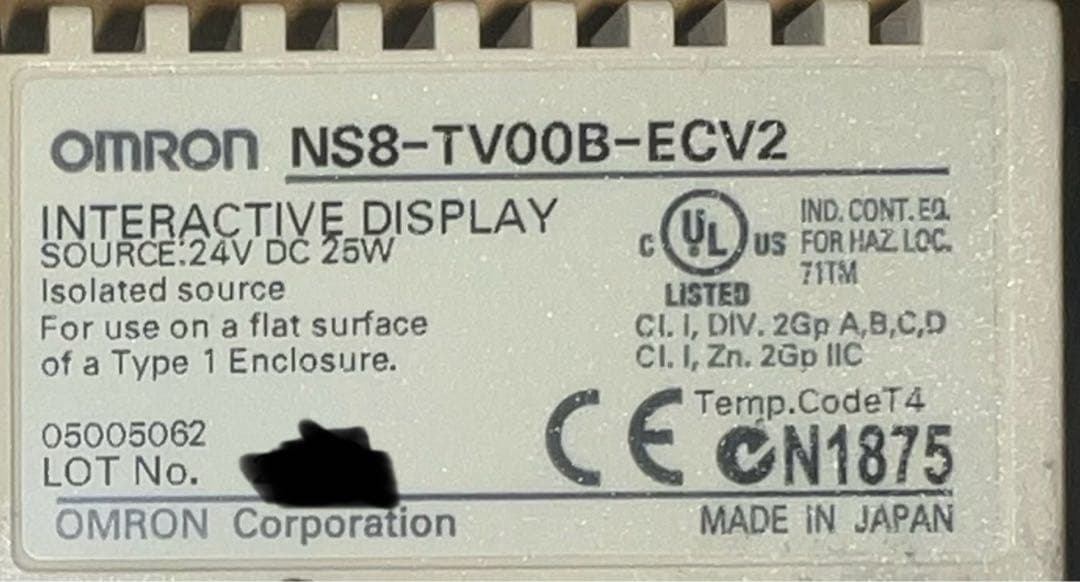 OMRON NS8-TV00B-ECV2
INTERACTIVE DISPLAY
SOURCE:24V DC 25W
Isolated source
For use on a flat surface
of a Type 1 Enclosure.
C UL US
LISTED
IND. CONT. EQ.
FOR HAZ. LOC.
71TM
Cl. I, DIV. 2Gp A,B,C,D
Cl. I, Zn. 2Gp IIC
Temp.CodeT4
CE N1875
05005062
LOT No.
OMRON Corporation
MADE IN JAPAN